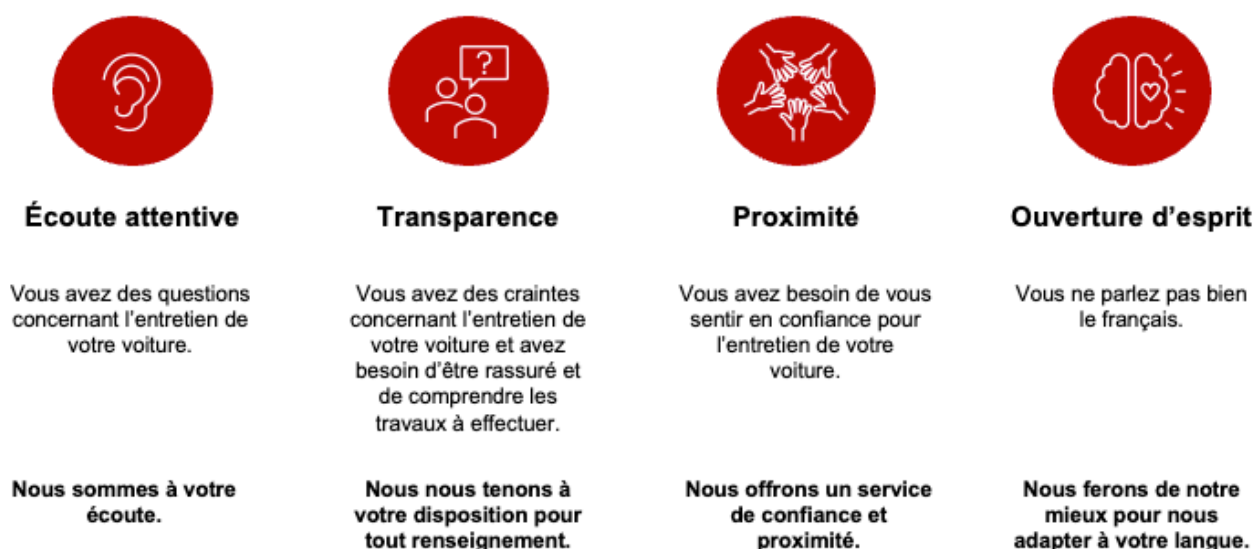 ?
Écoute attentive
Vous avez des questions
concernant l'entretien de
votre voiture.
Nous sommes à votre
écoute.
Transparence
Vous avez des craintes
concernant l'entretien de
votre voiture et avez
besoin d'être rassuré et
de comprendre les
travaux à effectuer.
Nous nous tenons à
votre disposition pour
tout renseignement.
Proximité
Vous avez besoin de vous
sentir en confiance pour
l'entretien de votre
voiture.
Nous offrons un service
de confiance et
proximité.
Ouverture d'esprit
Vous ne parlez pas bien
le français.
Nous ferons de notre
mieux pour nous
adapter à votre langue.